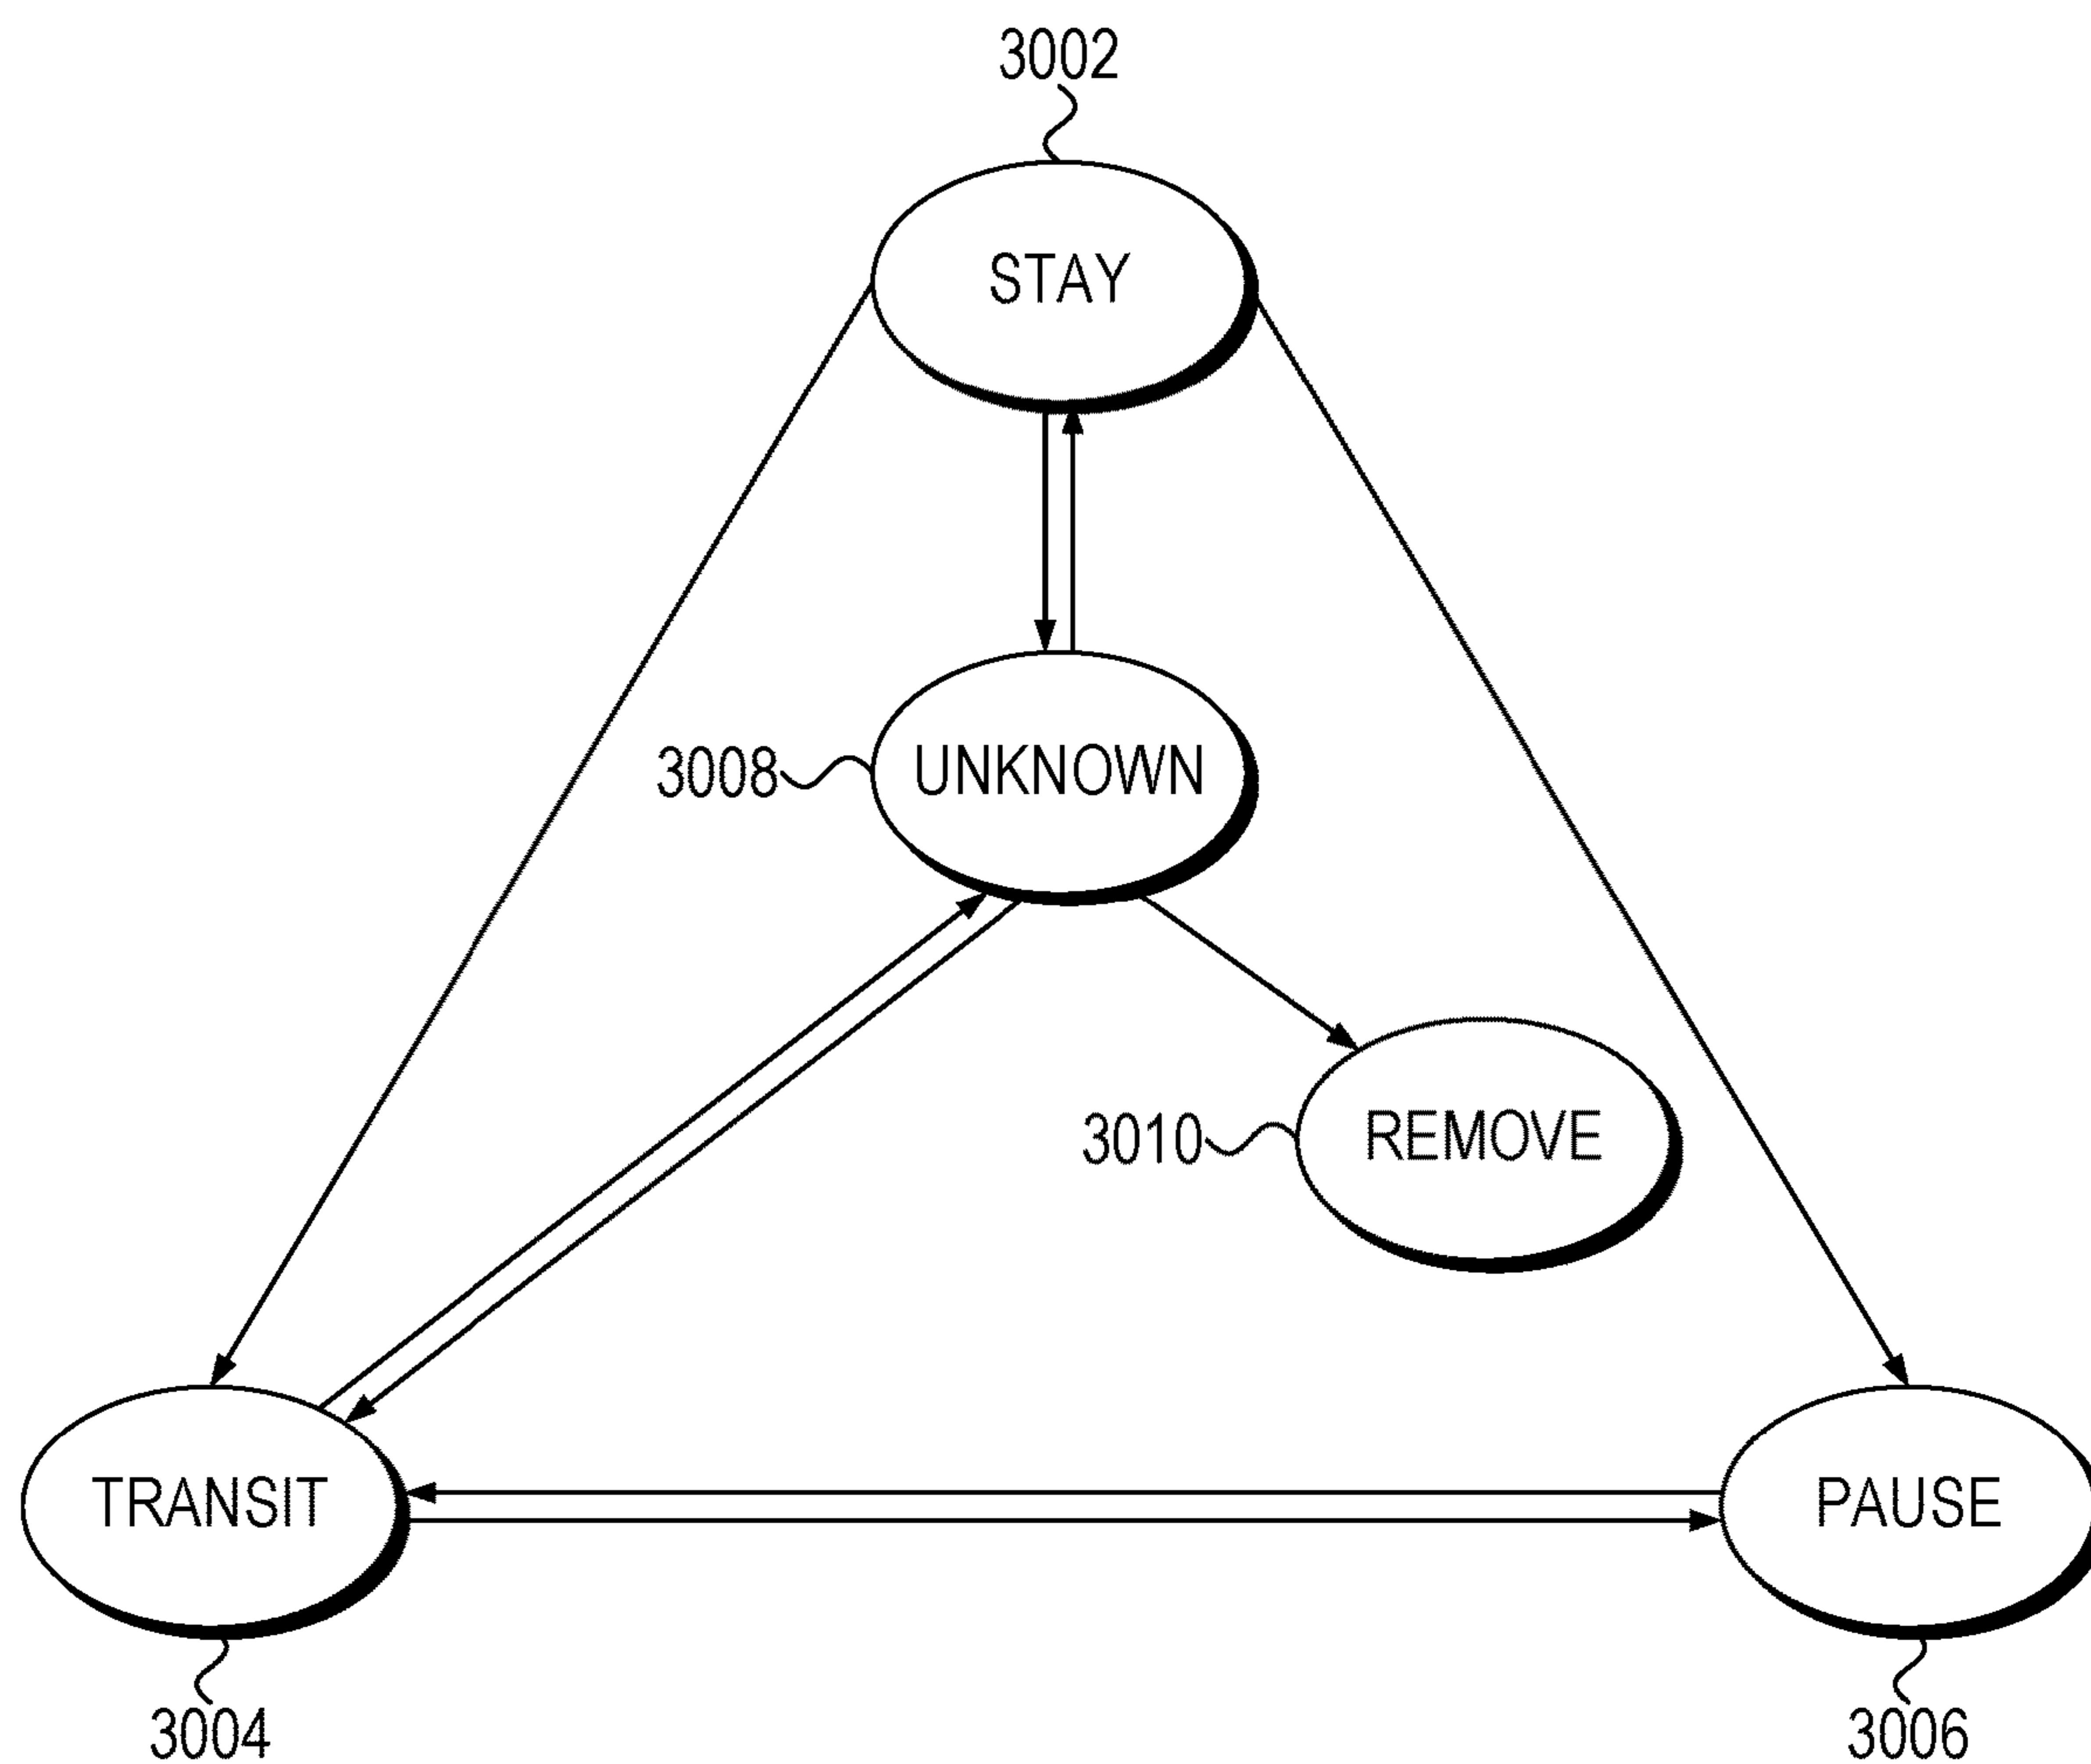 3002
STAY
3008
UNKNOWN
3010
REMOVE
TRANSIT
PAUSE
3004
3006